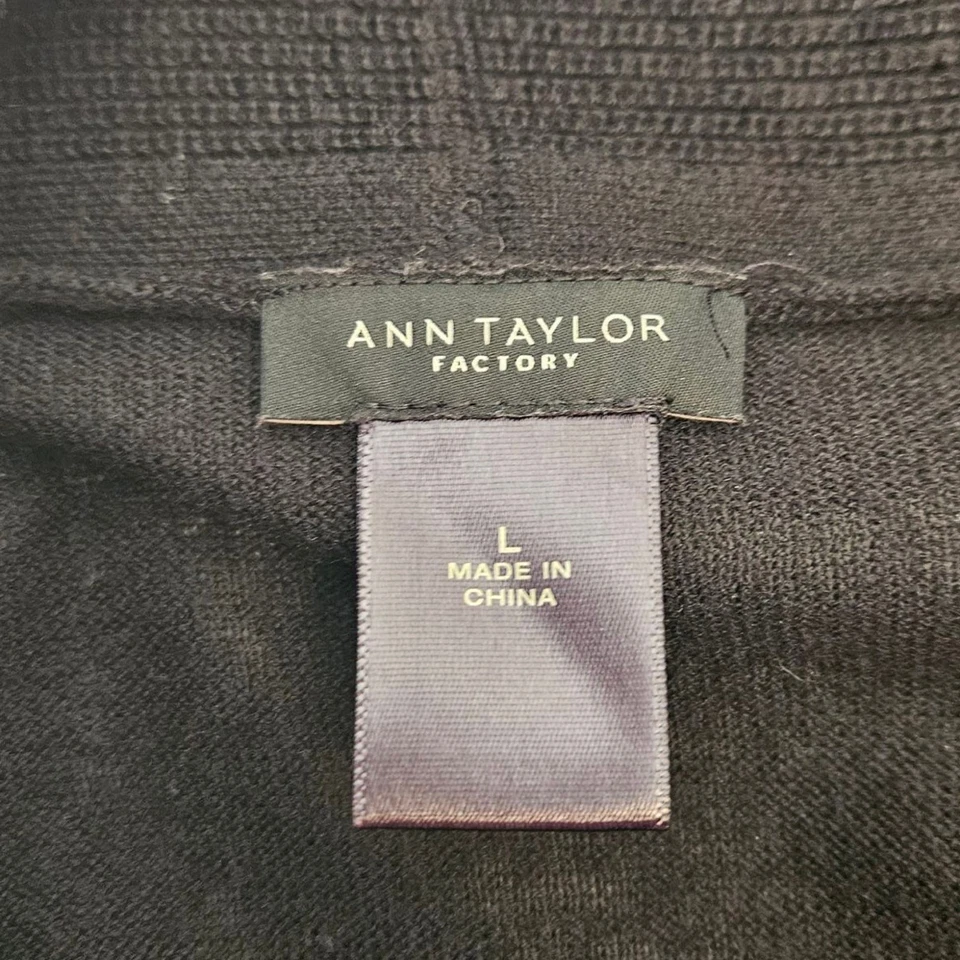 ANN TAYLOR
FACTORY
L
MADE IN
CHINA